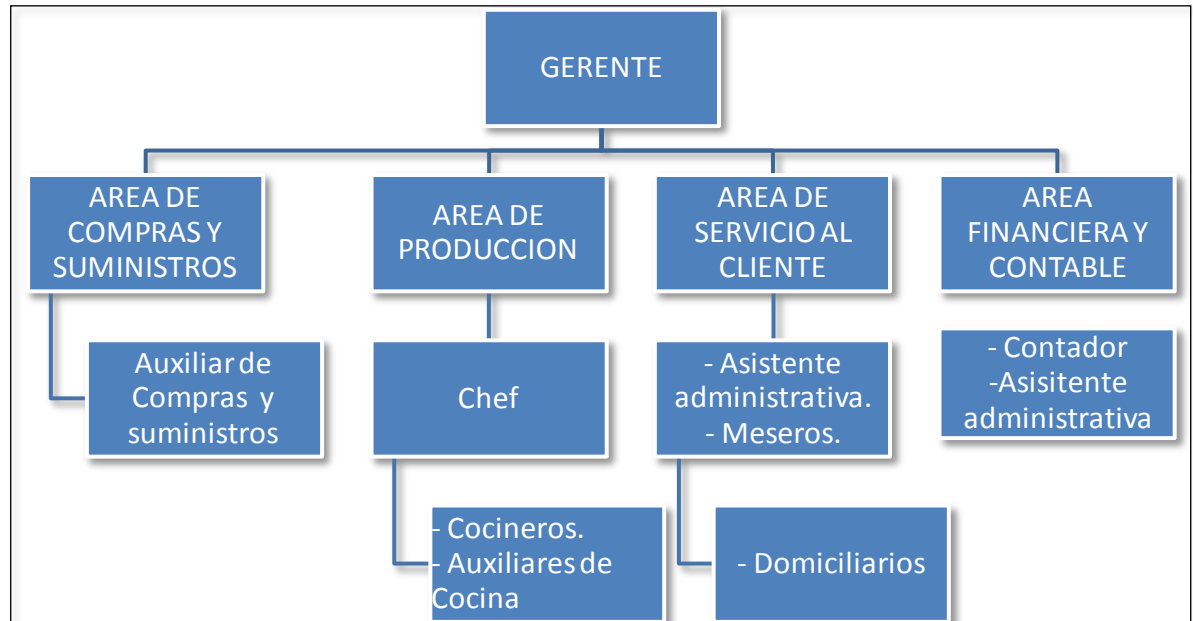 GERENTE
AREA DE
COMPRAS Y
SUMINISTROS
AREA DE
PRODUCCION
AREA DE
SERVICIO AL
CLIENTE
AREA
FINANCIERA Y
CONTABLE
Auxiliar de
Compras y
suministros
Chef
- Asistente
administrativa.
- Meseros.
- Contador
-Asisitente
administrativa
- Cocineros.
- Auxiliares de
Cocina
- Domiciliarios